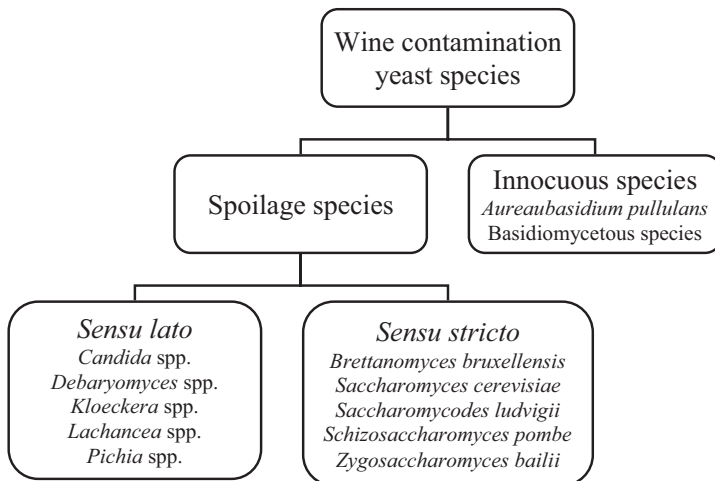 Wine contamination
yeast species
Spoilage species
Innocuous species
Aureaubasidium pullulans
Basidiomycetous species
Sensu lato
Candida spp.
Debaryomyces spp.
Kloeckera spp.
Lachancea spp.
Pichia spp.
Sensu stricto
Brettanomyces bruxellensis
Saccharomyces cerevisiae
Saccharomycodes ludvigii
Schizosaccharomyces pombe
Zygosaccharomyces bailii